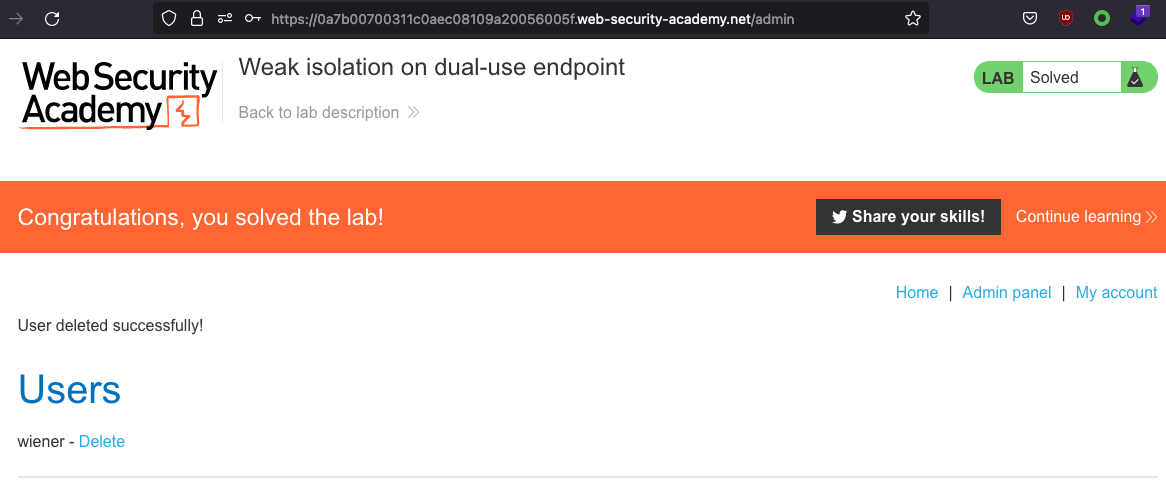 https://0a7b00700311c0aec08109a20056005f.web-security-academy.net/admin
1
Web Security
Academy
Weak isolation on dual-use endpoint
Back to lab description
LAB Solved
Congratulations, you solved the lab!
Share your skills!
Continue learning
Home | Admin panel | My account
User deleted successfully!
Users
wiener - Delete